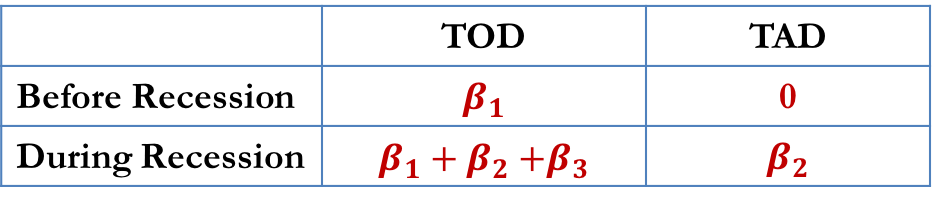 TOD TAD
Before Recession β₁ 0
During Recession β₁ + β₂ +β₃ β₂